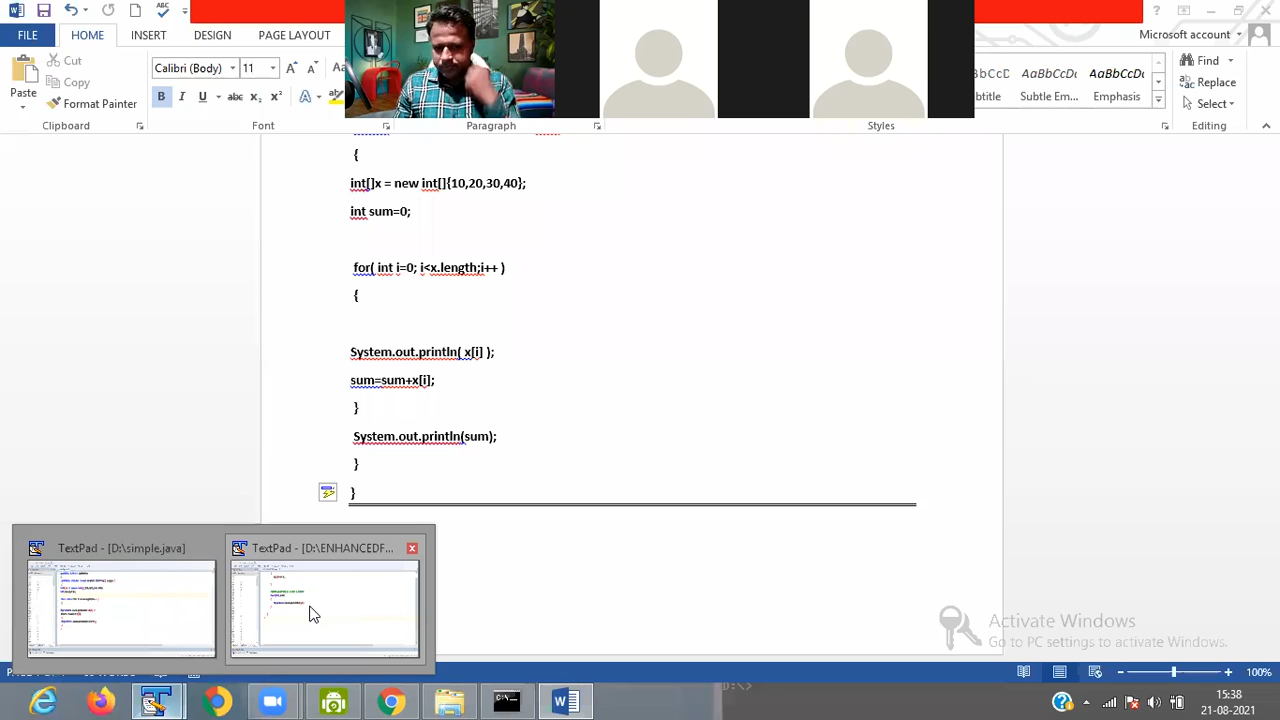 Microsoft account
FILE HOME INSERT DESIGN PAGE LAYOUT
Paste
Cut
Copy
Format Painter
Clipboard
Calibri (Body) 11
B I U abc X₂ X²
Font
Paragraph
AaBbCcDc AaBbCcDc
Subtle Em... Emphasis
Styles
Find
Replace
Select
Editing
{
int[]x = new int[]{10,20,30,40};
int sum=0;
for( int i=0; i<x.length;i++ )
{
System.out.println( x[i] );
sum=sum+x[i];
}
System.out.println(sum);
}
}
TextPad - [D:\simple.java]
TextPad - [D:\ENHANCEDF...
Activate Windows
Go to PC settings to activate Windows.
100%
D:\>
15:38
21-08-2021